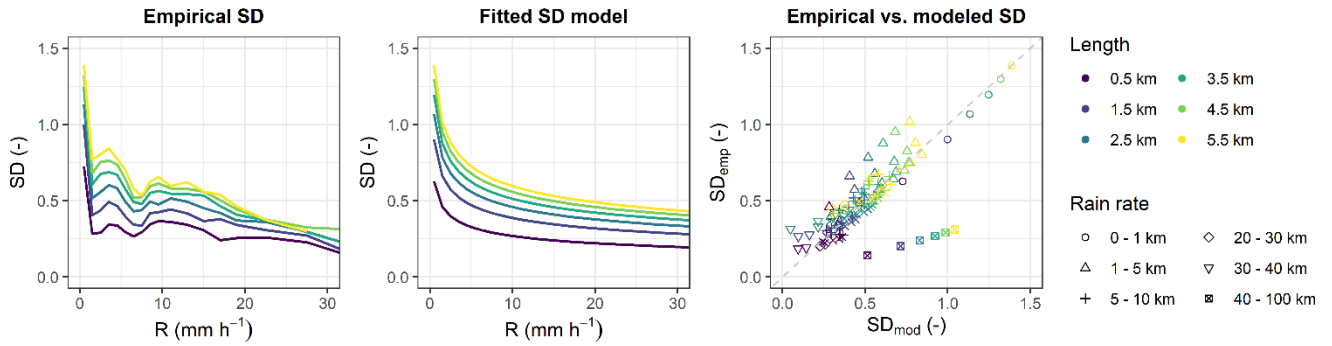 Empirical SD
Fitted SD model
Empirical vs. modeled SD
1.5
1.0
0.5
0.0
SD (-)
0
10
20
30
R (mm h⁻¹)
1.5
1.0
0.5
0.0
SD (-)
0
10
20
30
R (mm h⁻¹)
1.5
1.0
0.5
0.0
SDemp (-)
0.0
0.5
1.0
1.5
SDmod (-)
Length
0.5 km
3.5 km
1.5 km
4.5 km
2.5 km
5.5 km
Rain rate
0 - 1 km
20 - 30 km
1 - 5 km
30 - 40 km
5 - 10 km
40 - 100 km